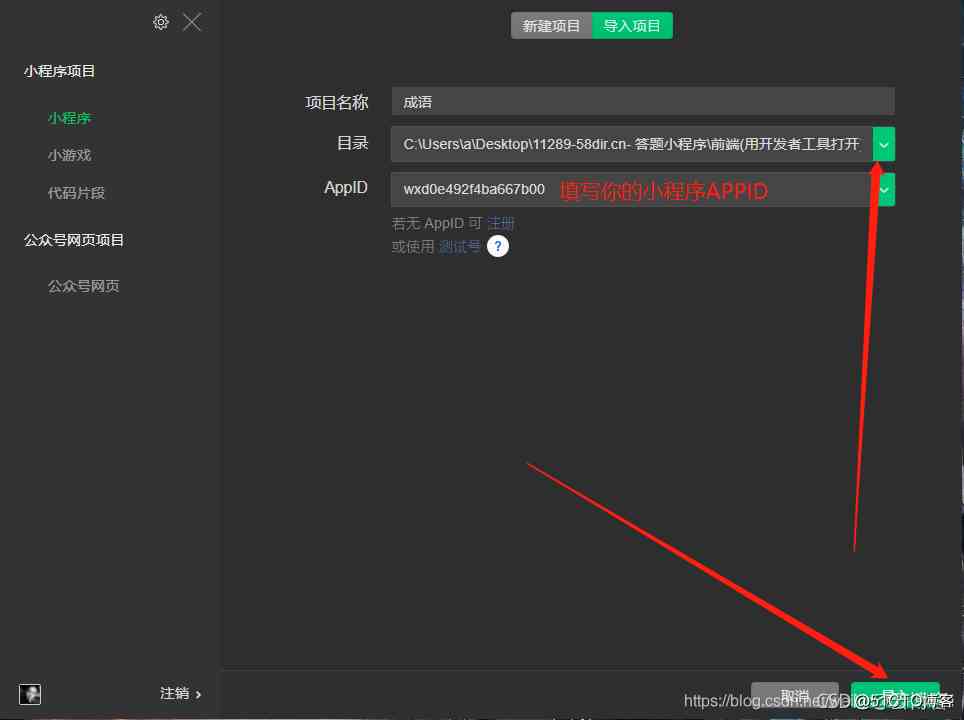 新建项目 导入项目
小程序项目
小程序
小游戏
代码片段
公众号网页项目
公众号网页
项目名称 成语
目录 C:\Users\a\Desktop\11289-58dir.cn- 答题小程序\前端(用开发者工具打开
AppID wxd0e492f4ba667b00 填写你的小程序APPID
若无 AppID 可 注册
或使用 测试号 ?
注销
取消
https://blog.csdn.net
@51CTO博客